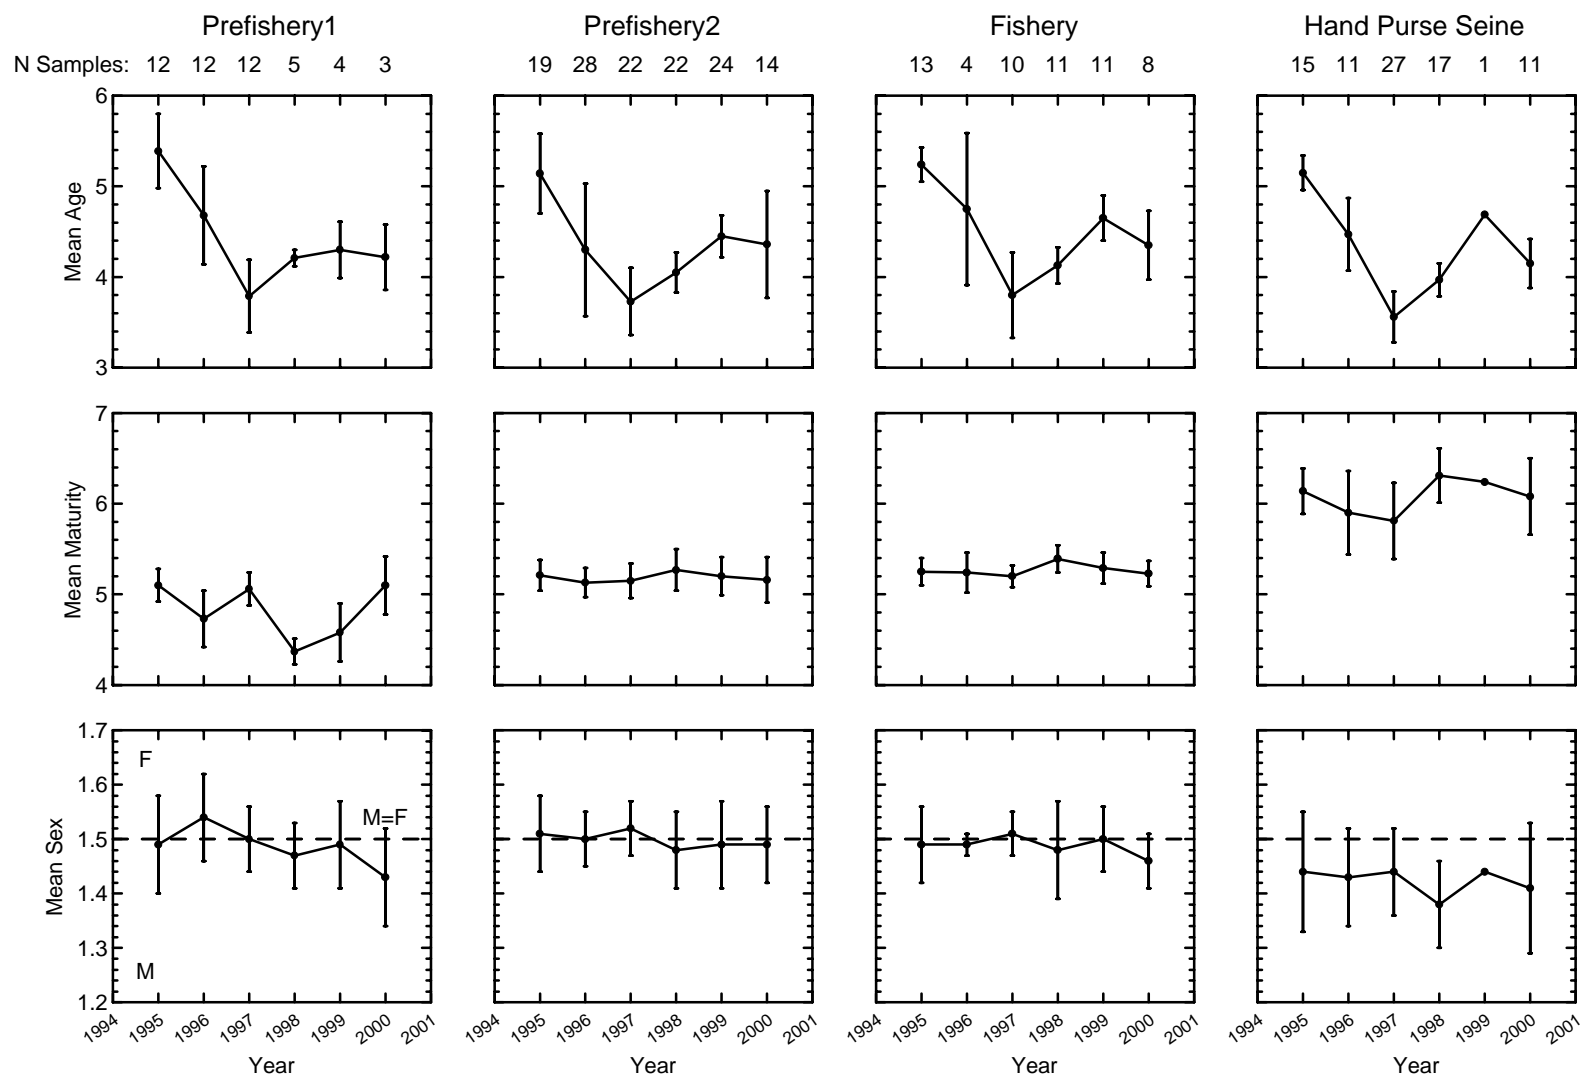 Prefishery1 Prefishery2 Fishery Hand Purse Seine
N Samples: 12 12 12 5 4 3 19 28 22 22 24 14 13 4 10 11 11 8 15 11 27 17 1 11
6
5
4
3
Mean Age
7
6
5
4
Mean Maturity
1.7
1.6
1.5
1.4
1.3
1.2
Mean Sex
F
M=F
M
1994 1995 1996 1997 1998 1999 2000 2001 1994 1995 1996 1997 1998 1999 2000 2001 1994 1995 1996 1997 1998 1999 2000 2001 1994 1995 1996 1997 1998 1999 2000 2001
Year Year Year Year